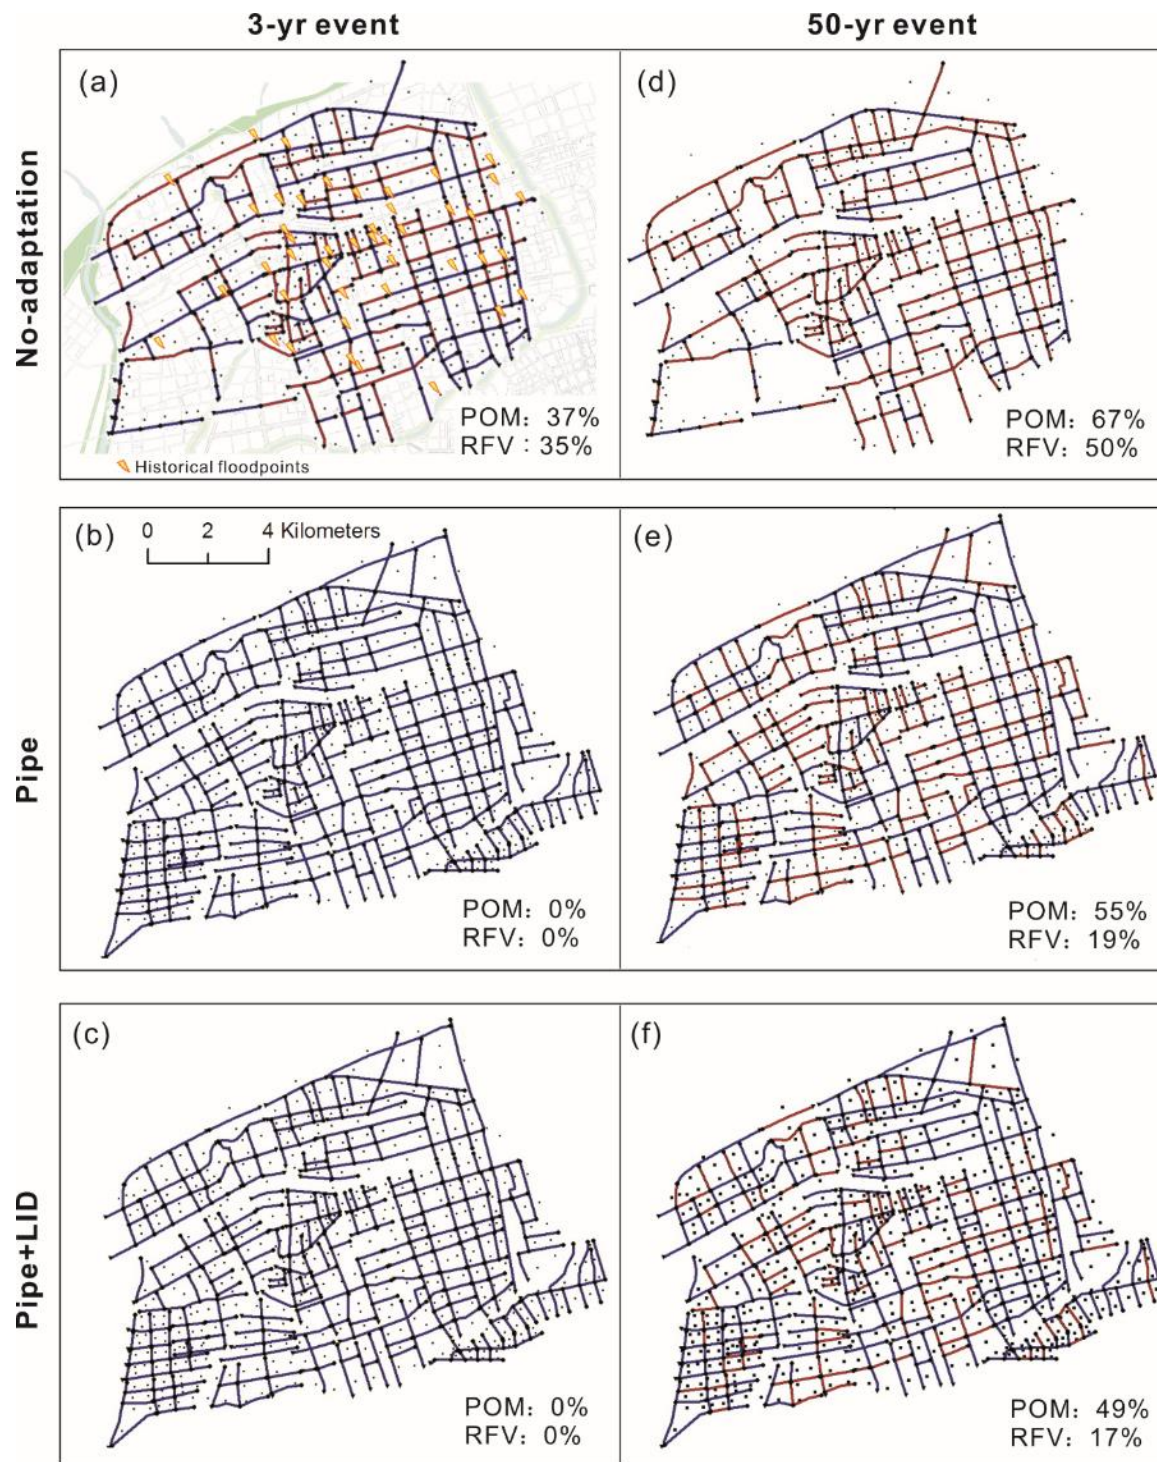 3-yr event
50-yr event
No-adaptation
(a)
POM: 37%
RFV : 35%
Historical floodpoints
(d)
POM: 67%
RFV: 50%
Pipe
(b)
0 2 4 Kilometers
POM: 0%
RFV: 0%
(e)
POM: 55%
RFV: 19%
Pipe+LID
(c)
POM: 0%
RFV: 0%
(f)
POM: 49%
RFV: 17%